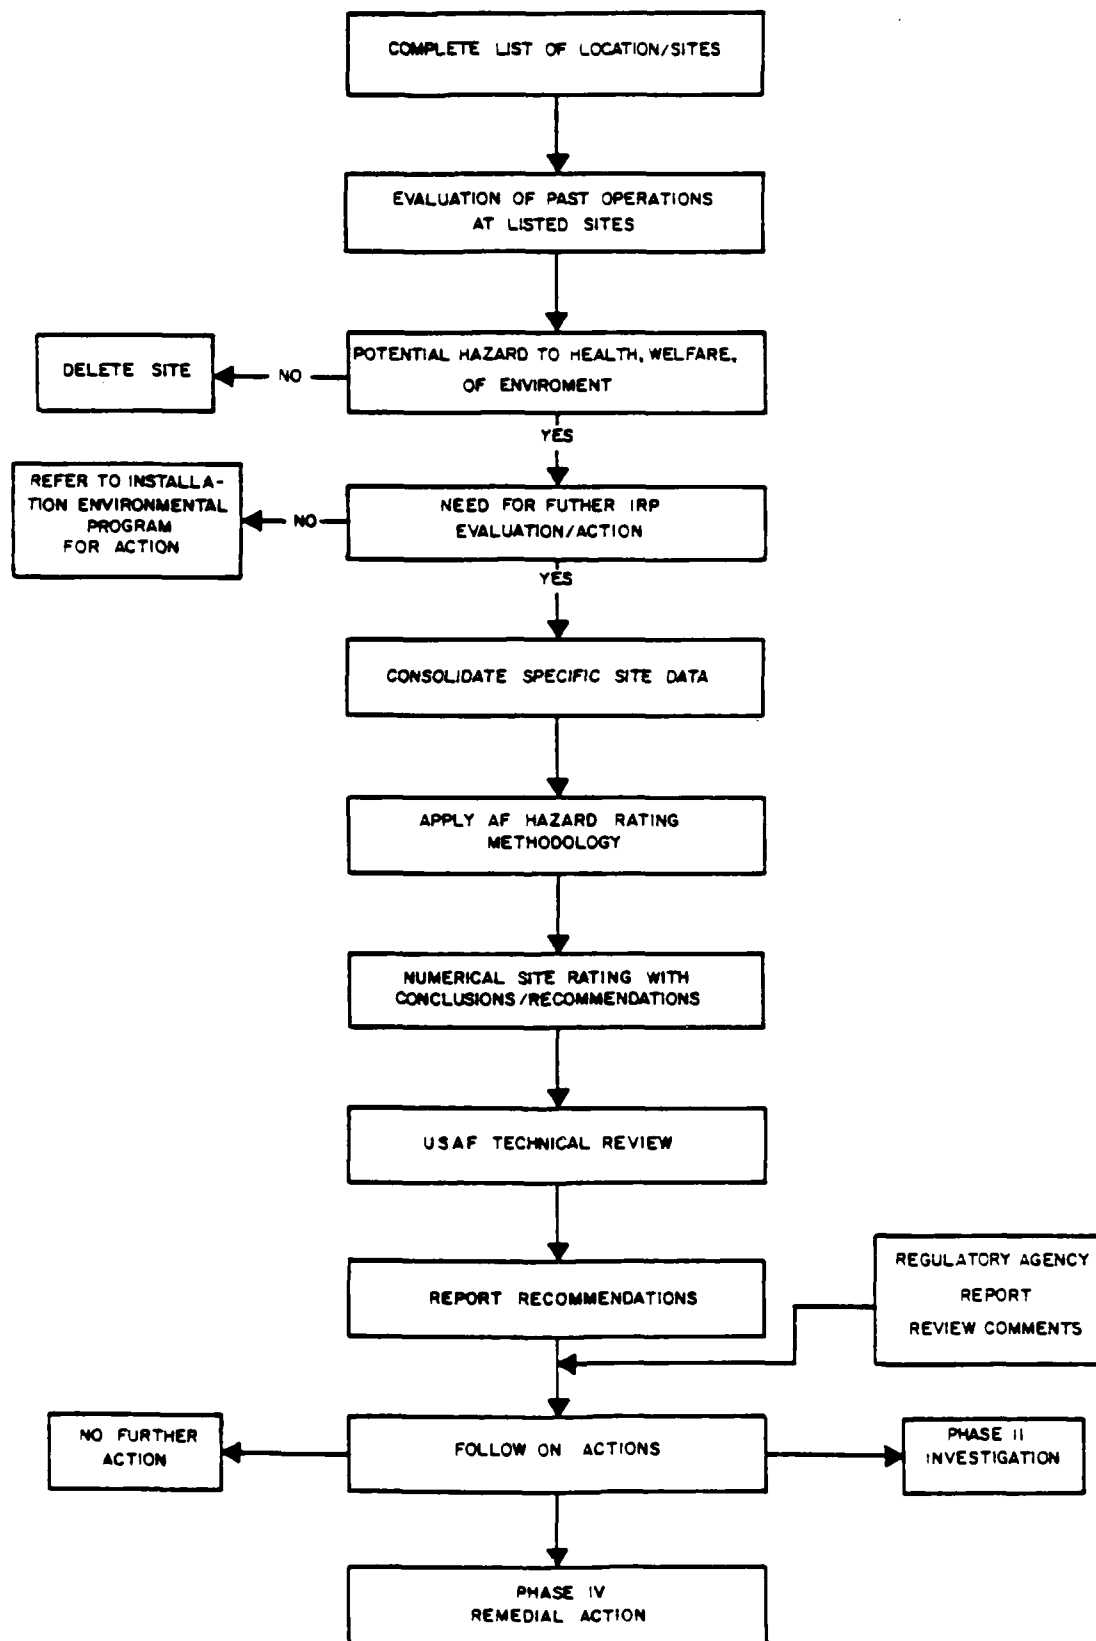 COMPLETE LIST OF LOCATION/SITES
EVALUATION OF PAST OPERATIONS
AT LISTED SITES
POTENTIAL HAZARD TO HEALTH, WELFARE,
OF ENVIROMENT
NO
DELETE SITE
YES
NEED FOR FUTHER IRP
EVALUATION/ACTION
NO
REFER TO INSTALLA-
TION ENVIRONMENTAL
PROGRAM
FOR ACTION
YES
CONSOLIDATE SPECIFIC SITE DATA
APPLY AF HAZARD RATING
METHODOLOGY
NUMERICAL SITE RATING WITH
CONCLUSIONS/RECOMMENDATIONS
USAF TECHNICAL REVIEW
REPORT RECOMMENDATIONS
REGULATORY AGENCY
REPORT
REVIEW COMMENTS
NO FURTHER
ACTION
FOLLOW ON ACTIONS
PHASE II
INVESTIGATION
PHASE IV
REMEDIAL ACTION